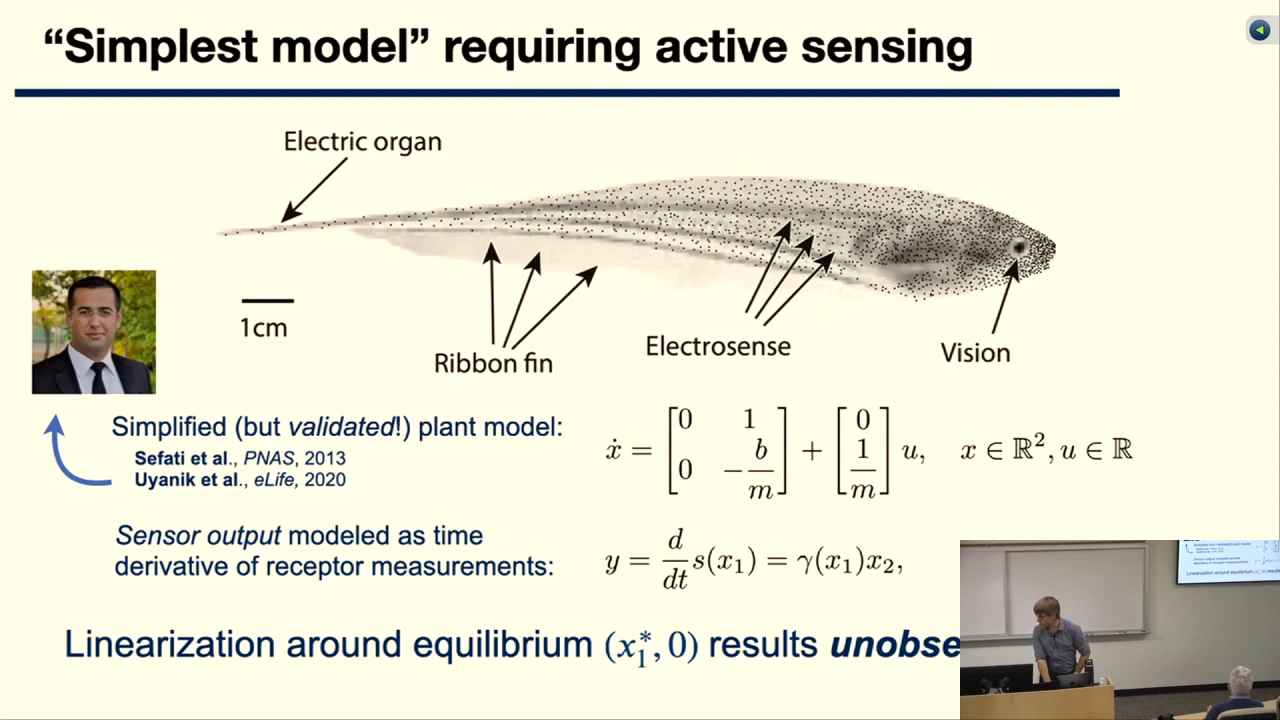 “Simplest model” requiring active sensing
Electric organ
1cm
Ribbon fin
Electrosense
Vision
Simplified (but validated!) plant model:
Sefati et al., PNAS, 2013
Uyanik et al., eLife, 2020
ẋ = [0 1; 0 −b/m] + [0; 1/m] u, x ∈ ℝ², u ∈ ℝ
Sensor output modeled as time
derivative of receptor measurements:
y = d/dt s(x₁) = γ(x₁)x₂,
Linearization around equilibrium (x₁*, 0) results unobse